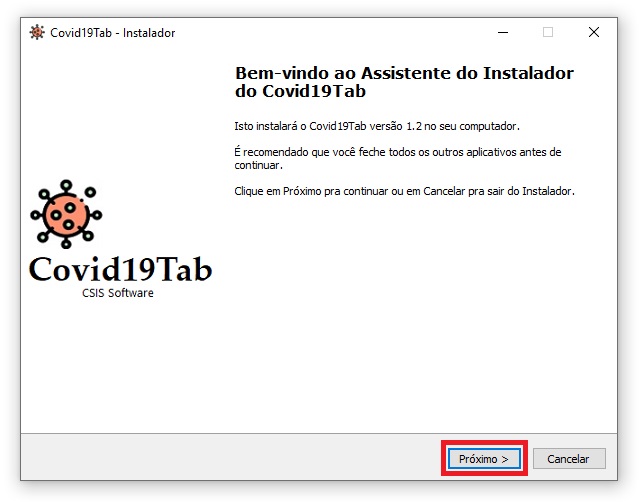 Covid19Tab - Instalador
Bem-vindo ao Assistente do Instalador
do Covid19Tab
Isto instalará o Covid19Tab versão 1.2 no seu computador.
É recomendado que você feche todos os outros aplicativos antes de
continuar.
Clique em Próximo pra continuar ou em Cancelar pra sair do Instalador.
Covid19Tab
CSIS Software
Próximo >
Cancelar